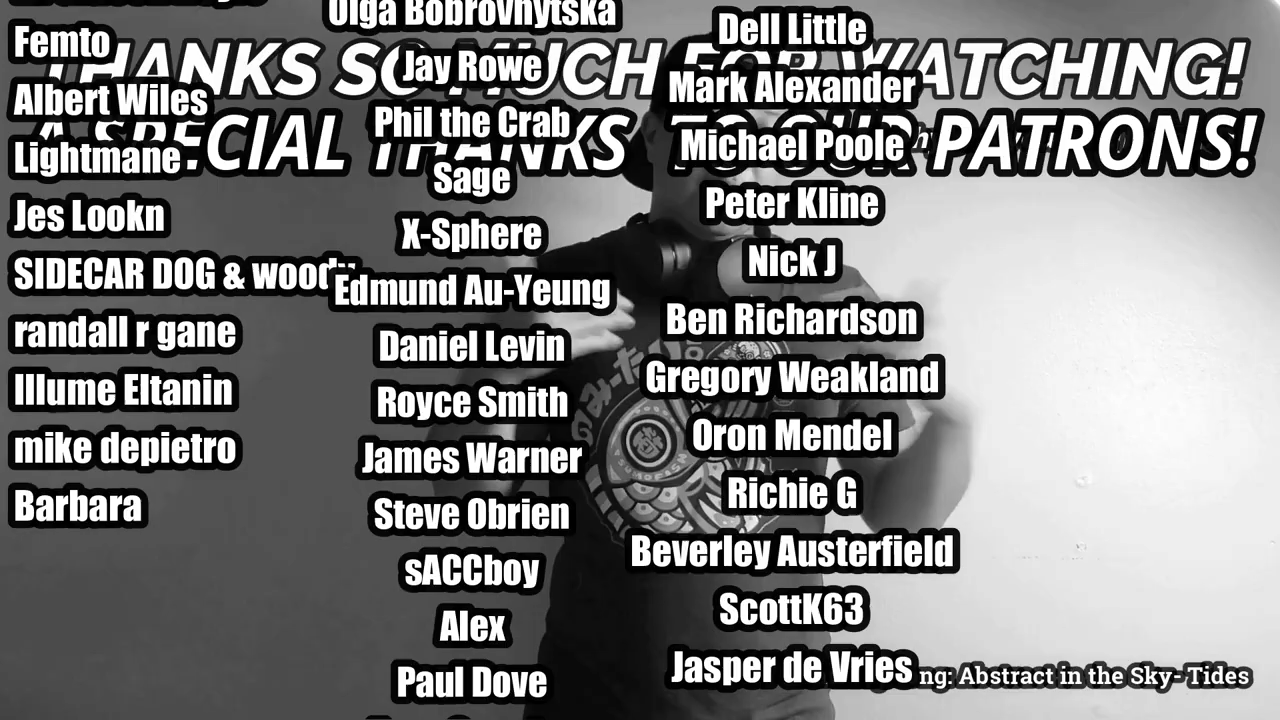 THANKS SO MUCH FOR WATCHING!
A SPECIAL THANKS TO OUR PATRONS!
Femto
Albert Wiles
Lightmane
Jes Lookn
SIDECAR DOG & woody
randall r gane
Illume Eltanin
mike depietro
Barbara
Olga Bobrovnytska
Jay Rowe
Phil the Crab
Sage
X-Sphere
Edmund Au-Yeung
Daniel Levin
Royce Smith
James Warner
Steve Obrien
sACCboy
Alex
Paul Dove
Dell Little
Mark Alexander
Michael Poole
Peter Kline
Nick J
Ben Richardson
Gregory Weakland
Oron Mendel
Richie G
Beverley Austerfield
ScottK63
Jasper de Vries
ng: Abstract in the Sky- Tides
のみたり。